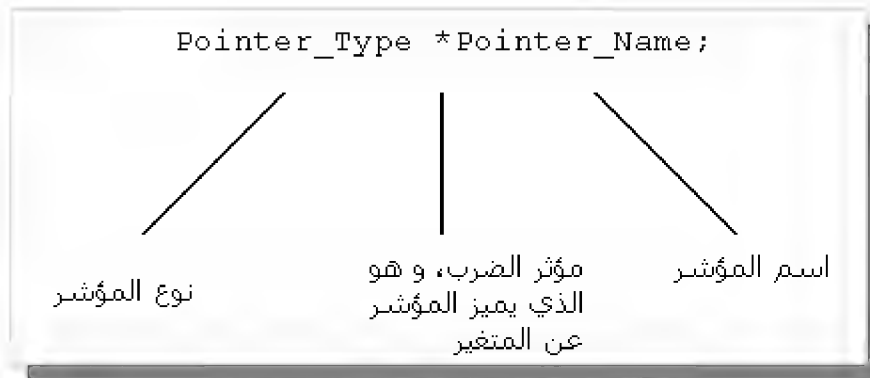 Pointer_Type *Pointer_Name;
اسم المؤشر
مؤثر الضرب، و هو
الذي يميز المؤشر
عن المتغير
نوع المؤشر